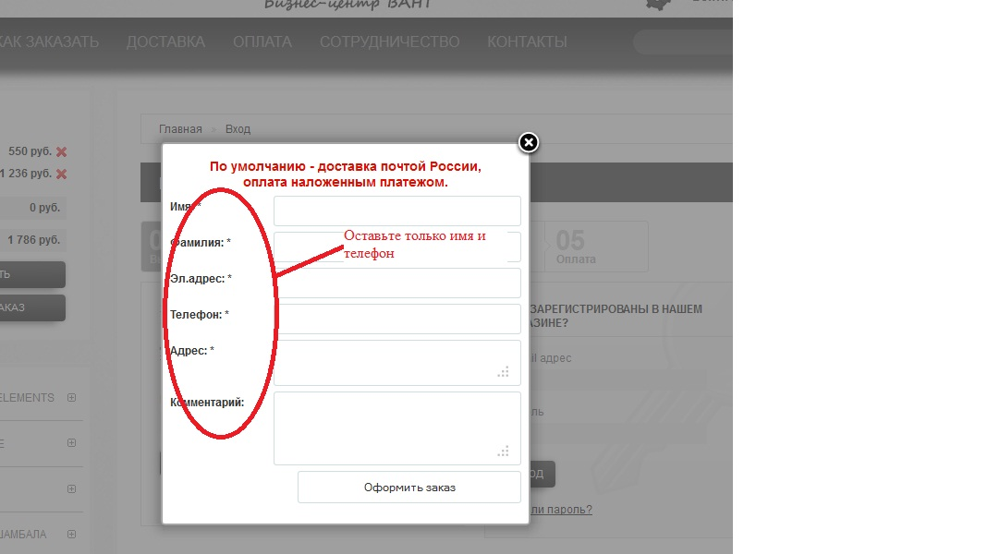 Бизнес-центр ВАНТ
КАК ЗАКАЗАТЬ ДОСТАВКА ОПЛАТА СОТРУДНИЧЕСТВО КОНТАКТЫ
Главная Вход
550 руб.
1 236 руб.
0 руб.
1 786 руб.
По умолчанию - доставка почтой России,
оплата наложенным платежом.
Имя: *
Фамилия: *
Эл.адрес: *
Телефон: *
Адрес: *
Комментарий:
Оформить заказ
Оставьте только имя и
телефон
05
Оплата
ЗАРЕГИСТРИРОВАНЫ В НАШЕМ
АЗИНЕ?
il адрес
ль
ОД
ли пароль?
ТЬ
АКАЗ
ELEMENTS
E
ШАМБАЛА